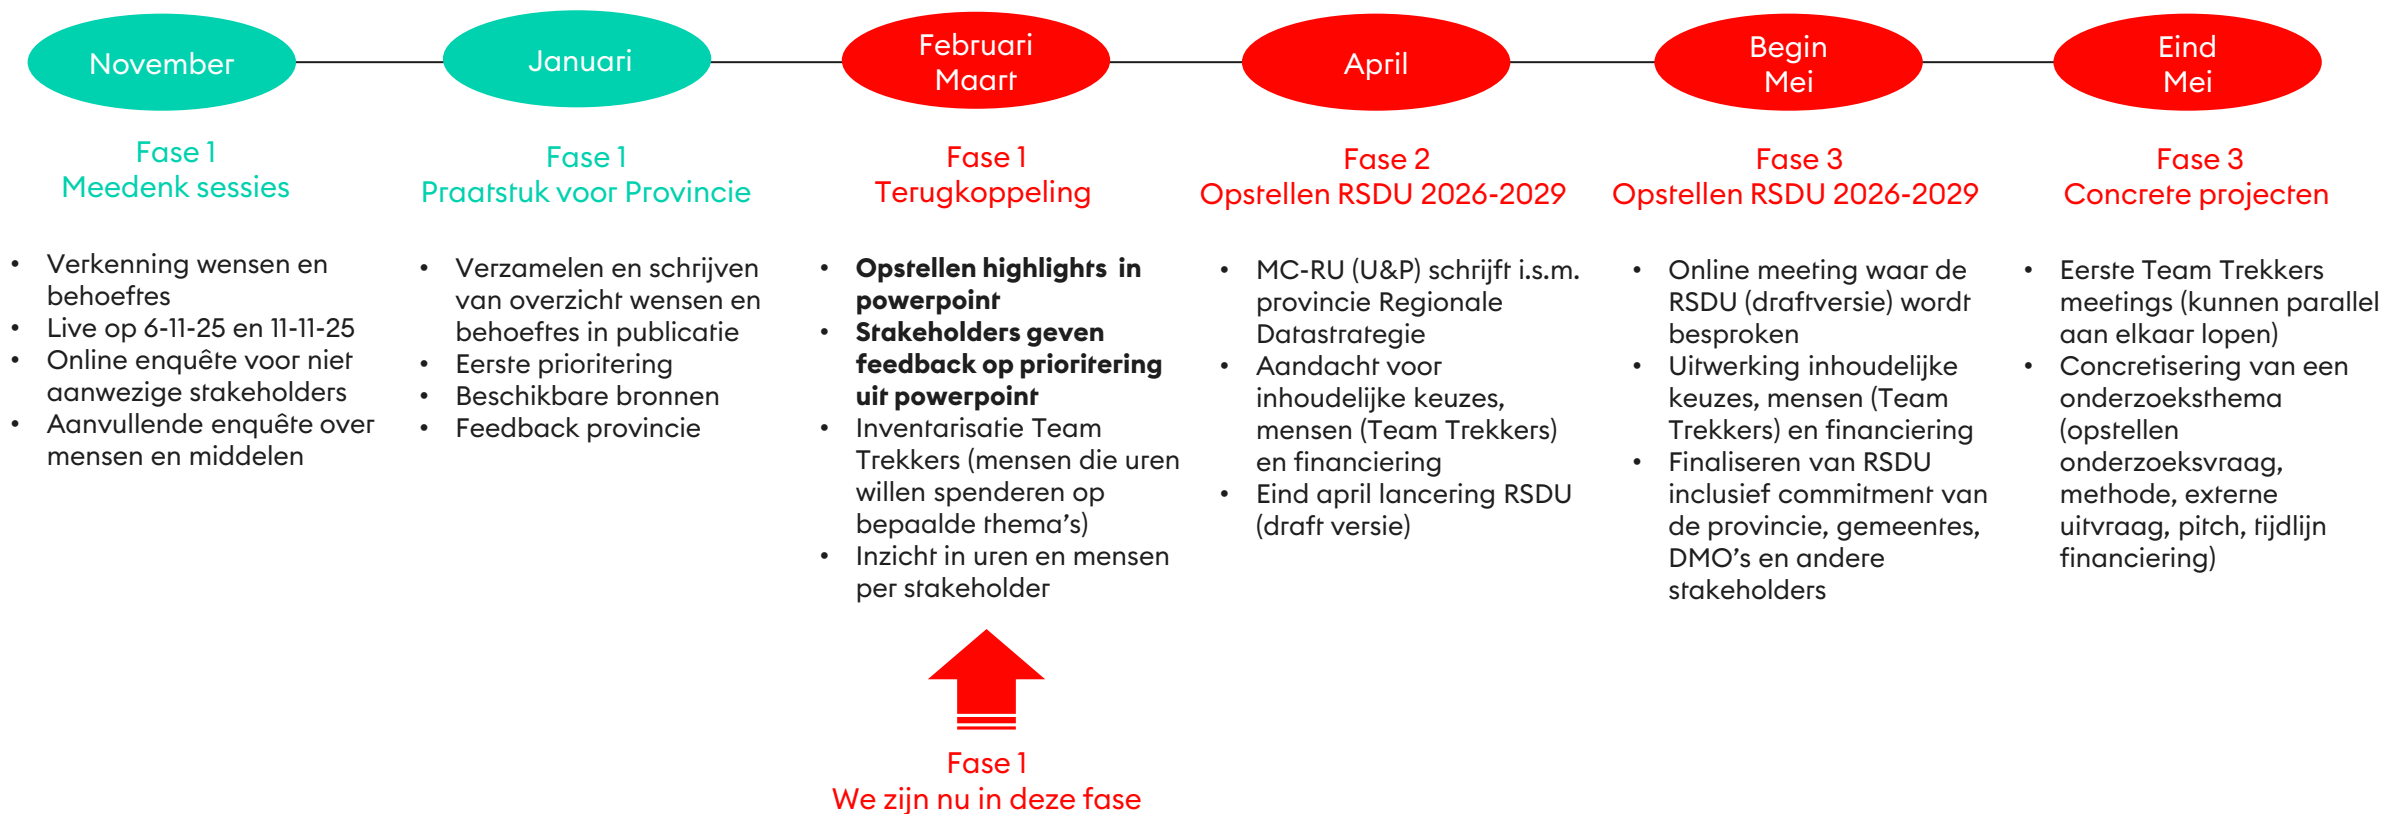 November
Januari
Februari
Maart
April
Begin
Mei
Eind
Mei
Fase 1
Meedenk sessies
• Verkenning wensen en
behoeftes
• Live op 6-11-25 en 11-11-25
• Online enquête voor niet
aanwezige stakeholders
• Aanvullende enquête over
mensen en middelen
Fase 1
Praatstuk voor Provincie
• Verzamelen en schrijven
van overzicht wensen en
behoeftes in publicatie
• Eerste prioritering
• Beschikbare bronnen
• Feedback provincie
Fase 1
Terugkoppeling
• Opstellen highlights in
powerpoint
• Stakeholders geven
feedback op prioritering
uit powerpoint
• Inventarisatie Team
Trekkers (mensen die uren
willen spenderen op
bepaalde thema's)
• Inzicht in uren en mensen
per stakeholder
Fase 2
Opstellen RSDU 2026-2029
• MC-RU (U&P) schrijft i.s.m.
provincie Regionale
Datastrategie
• Aandacht voor
inhoudelijke keuzes,
mensen (Team Trekkers)
en financiering
• Eind april lancering RSDU
(draft versie)
Fase 3
Opstellen RSDU 2026-2029
• Online meeting waar de
RSDU (draftversie) wordt
besproken
• Uitwerking inhoudelijke
keuzes, mensen (Team
Trekkers) en financiering
• Finaliseren van RSDU
inclusief commitment van
de provincie, gemeentes,
DMO's en andere
stakeholders
Fase 3
Concrete projecten
• Eerste Team Trekkers
meetings (kunnen parallel
aan elkaar lopen)
• Concretisering van een
onderzoeksthema
(opstellen
onderzoeksvraag,
methode, externe
uitvraag, pitch, tijdlijn
financiering)
Fase 1
We zijn nu in deze fase